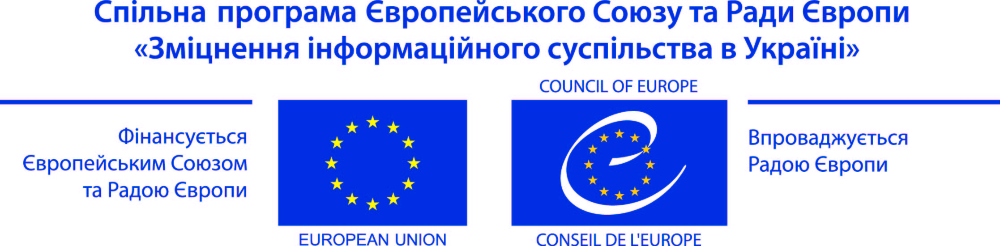 Спільна програма Європейського Союзу та Ради Європи
«Зміцнення інформаційного суспільства в Україні»
Фінансується
Європейським Союзом
та Радою Європи
EUROPEAN UNION
COUNCIL OF EUROPE
CONSEIL DE L'EUROPE
Впроваджується
Радою Європи